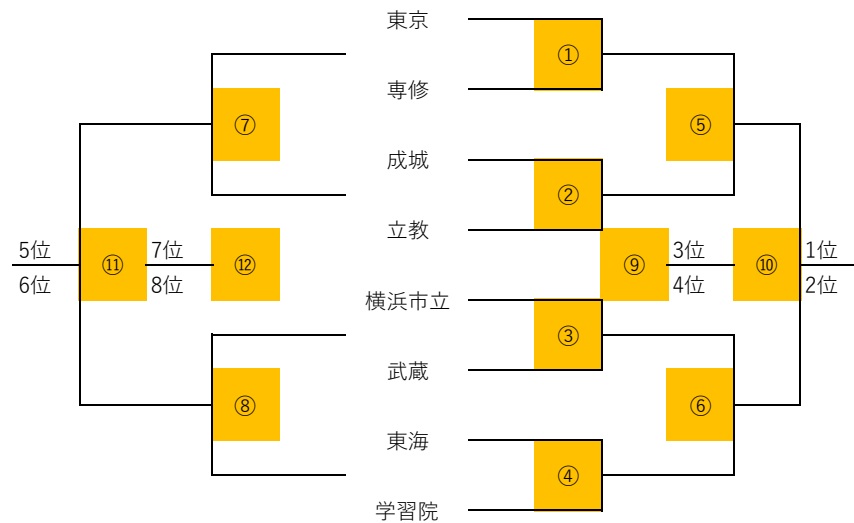 東京
①
専修
⑦
⑤
成城
②
立教
5位
6位
⑪
7位
8位
⑫
⑨
3位
4位
⑩
1位
2位
横浜市立
③
武蔵
⑧
⑥
東海
④
学習院